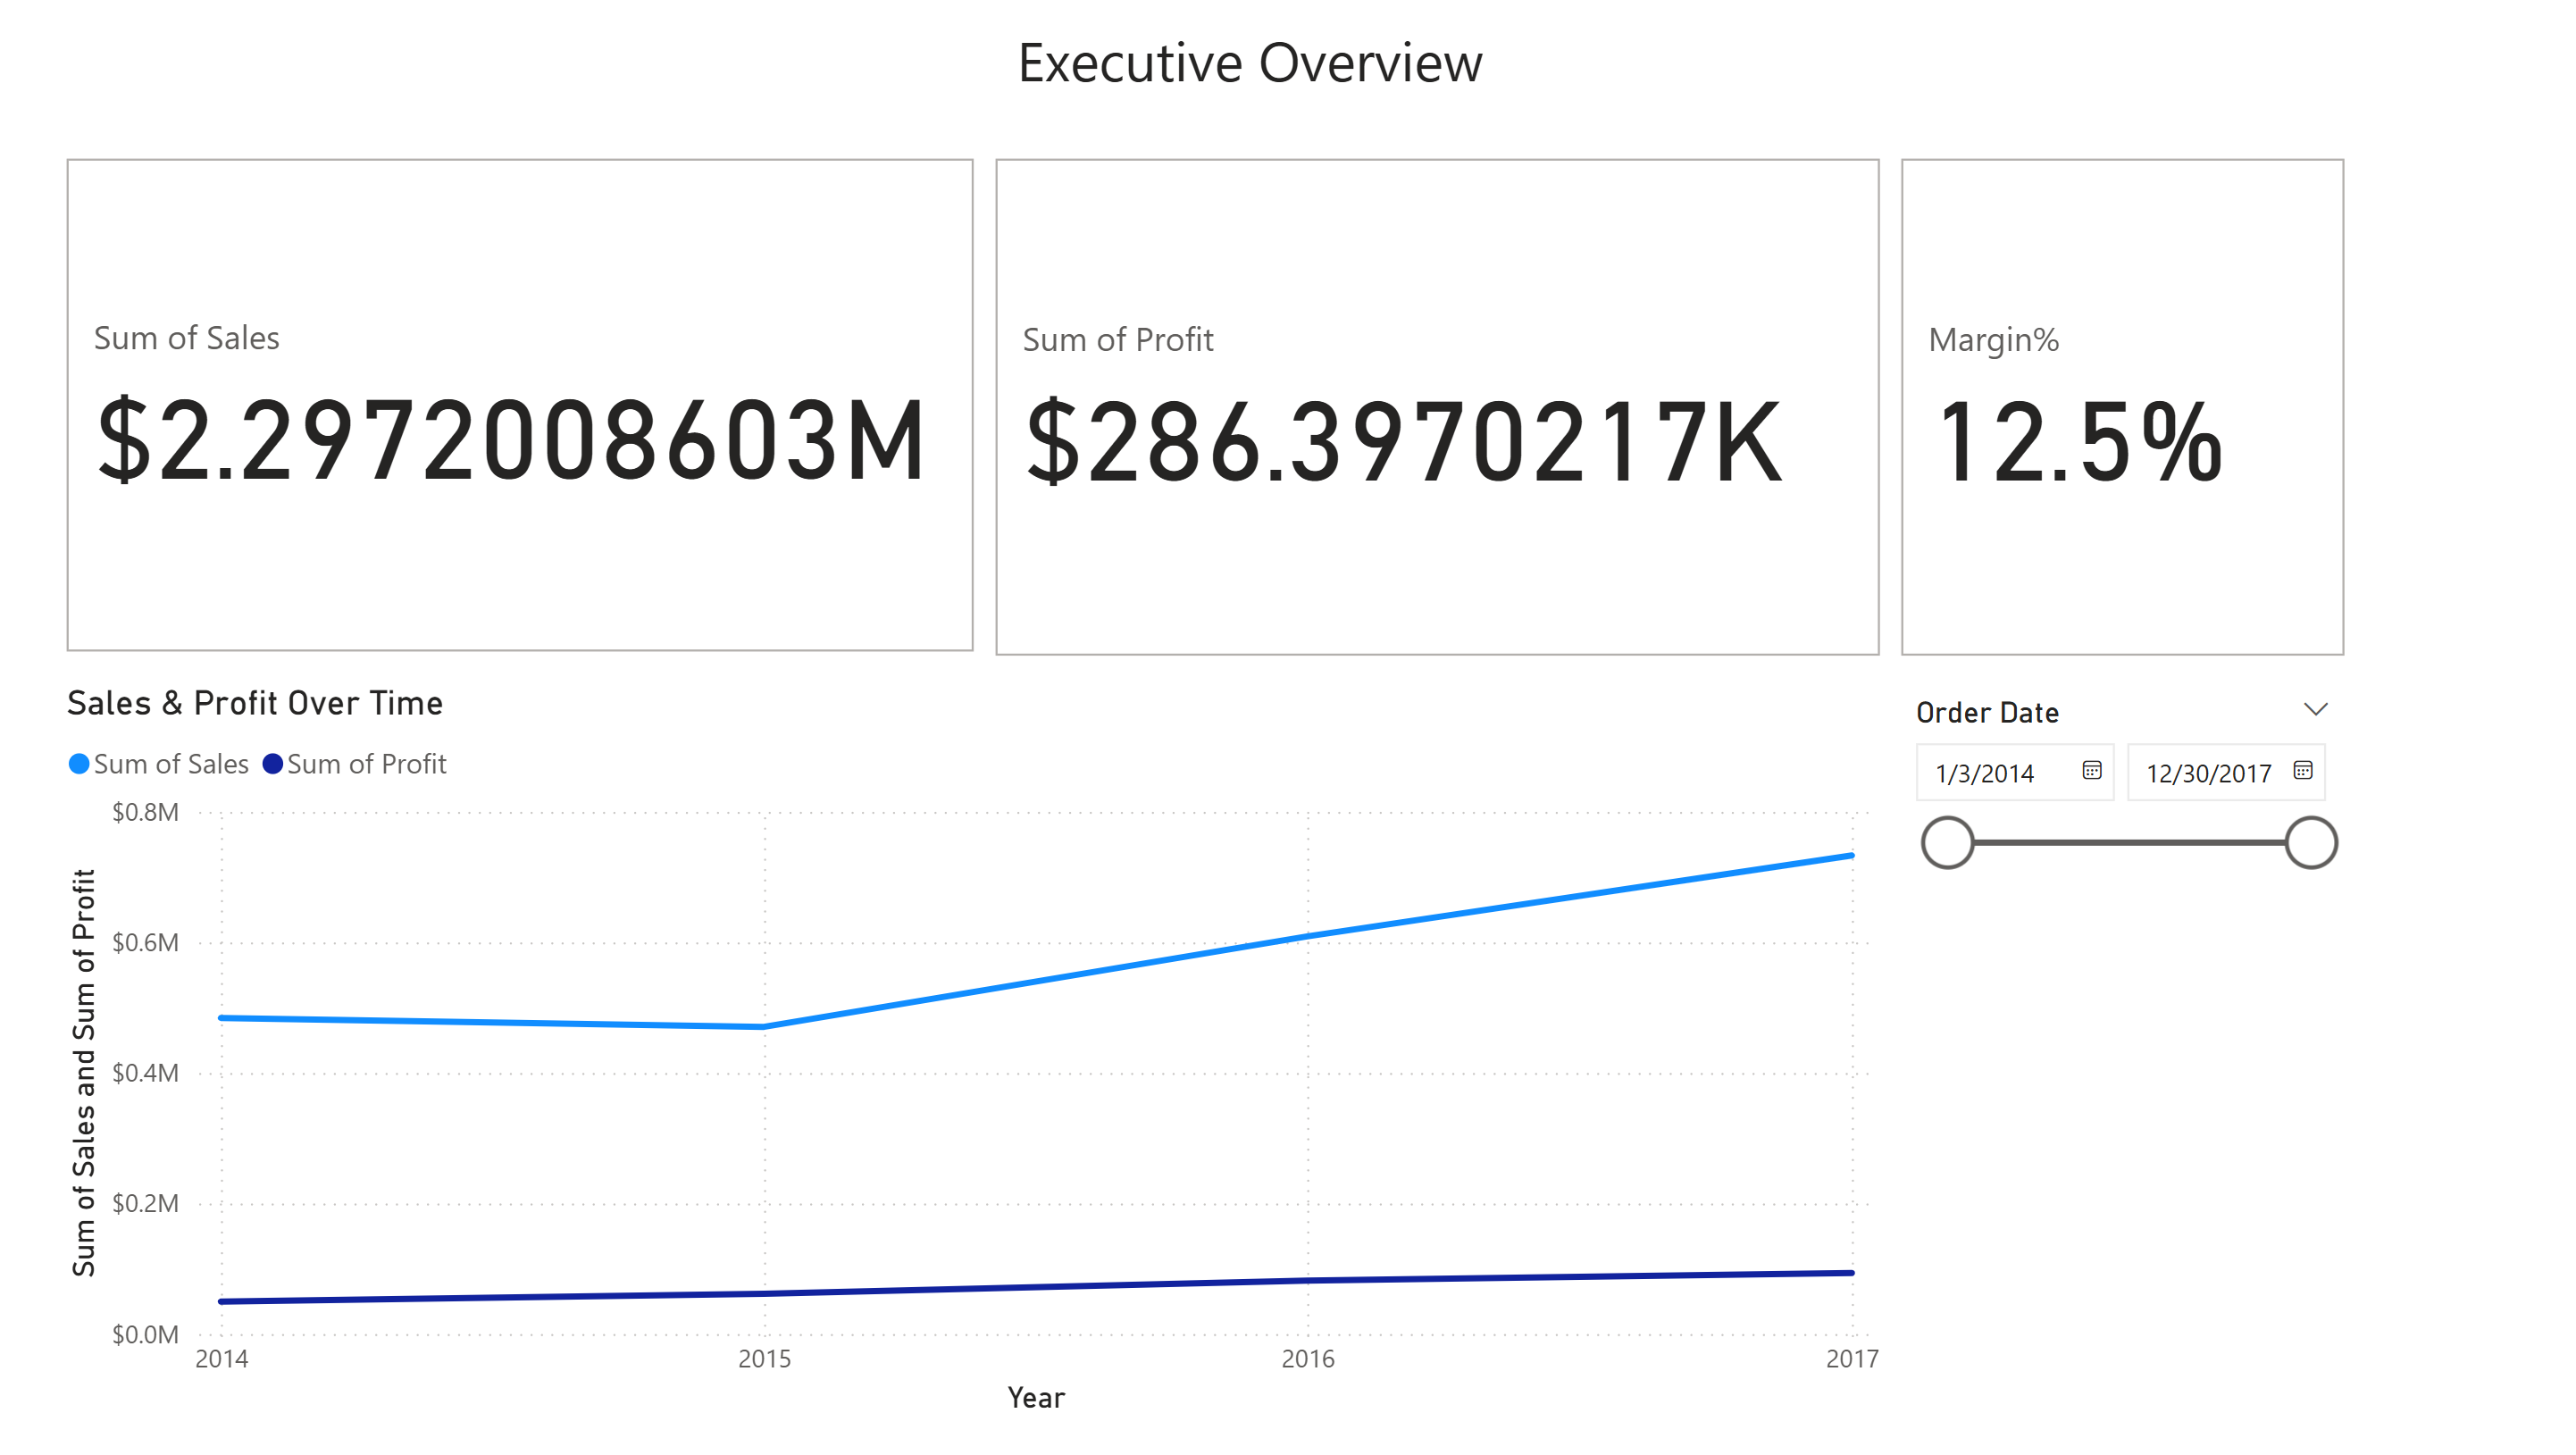 Executive Overview
Sum of Sales
$2.2972008603M
Sum of Profit
$286.3970217K
Margin%
12.5%
Sales & Profit Over Time
Sum of Sales Sum of Profit
Sum of Sales and Sum of Profit
$0.8M
$0.6M
$0.4M
$0.2M
$0.0M
2014 2015 2016 2017
Year
Order Date
1/3/2014 12/30/2017